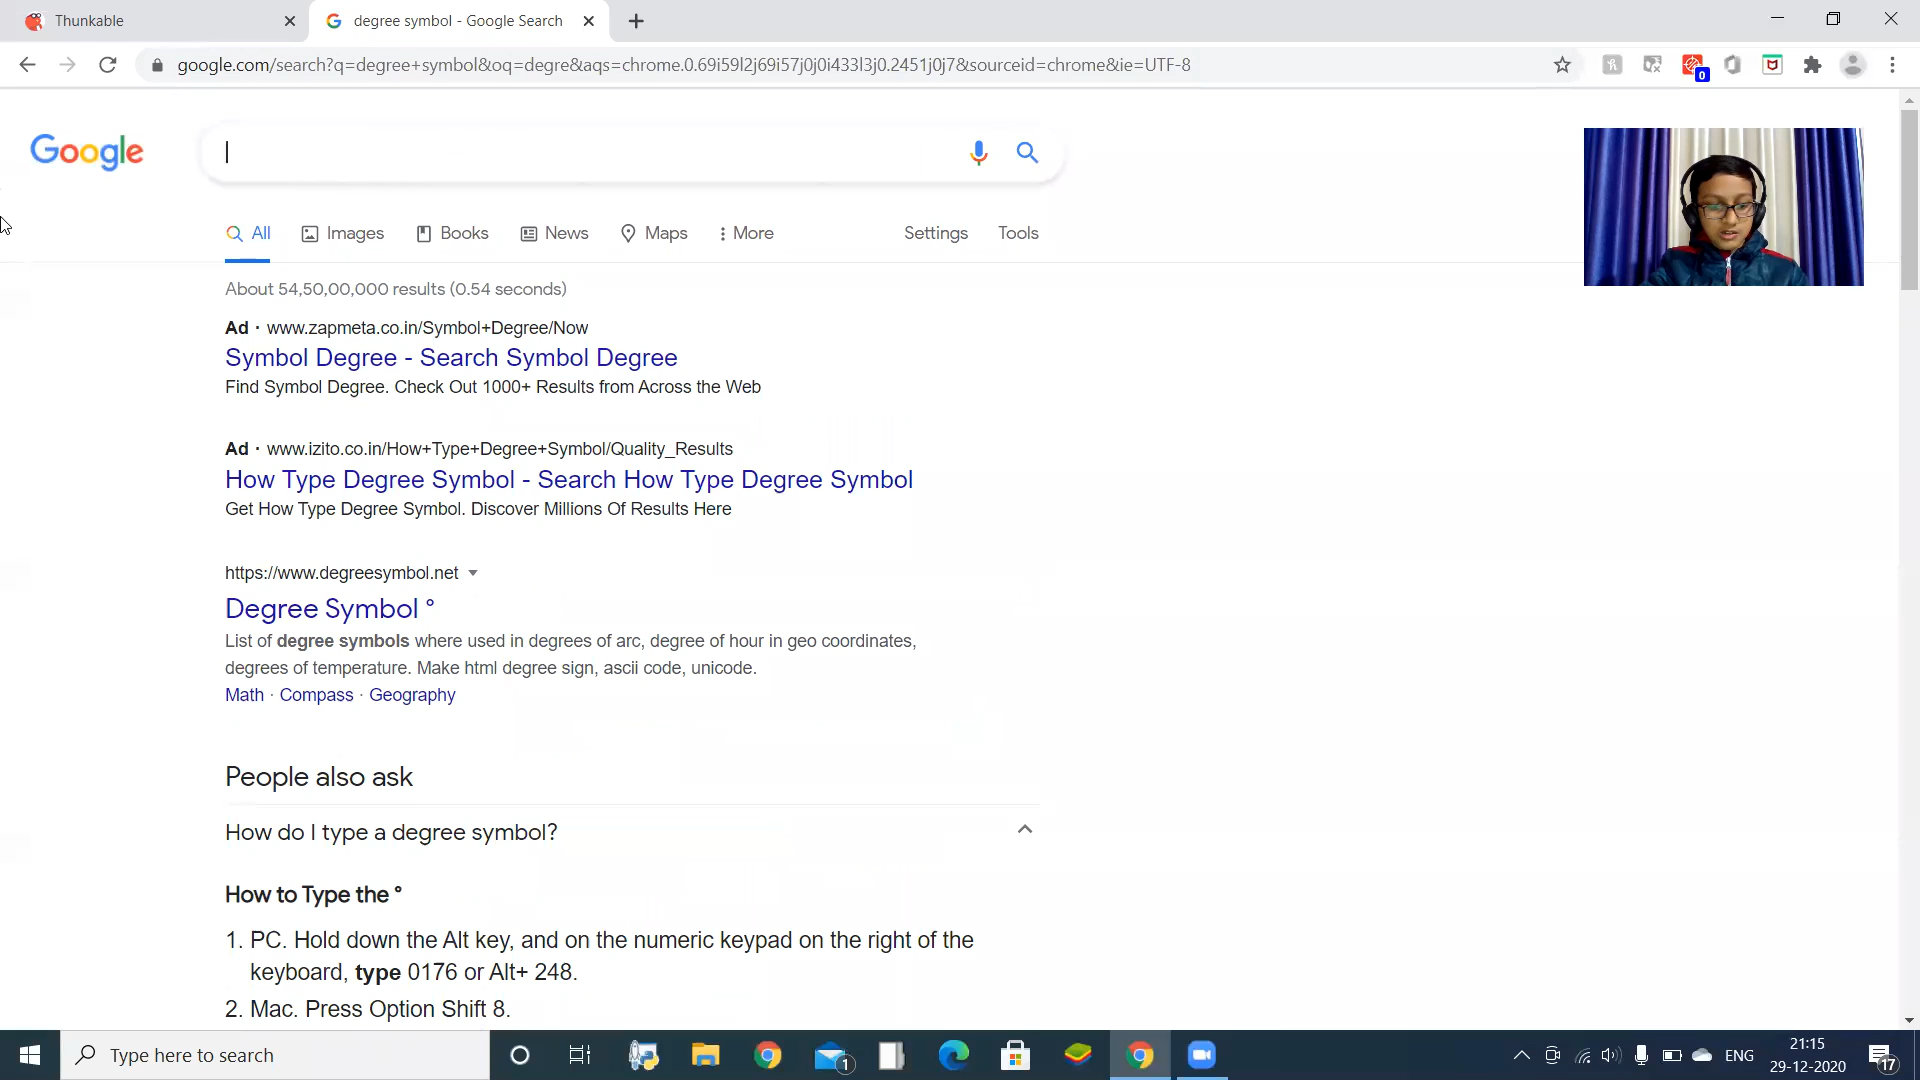 Thunkable
degree symbol - Google Search
google.com/search?q=degree+symbol&oq=degre&aqs=chrome.0.69i59l2j69i57j0j0i433l3j0.2451j0j7&sourceid=chrome&ie=UTF-8
0
Google
All
Images
Books
News
Maps
More
Settings
Tools
About 54,50,00,000 results (0.54 seconds)
Ad · www.zapmeta.co.in/Symbol+Degree/Now
Symbol Degree - Search Symbol Degree
Find Symbol Degree. Check Out 1000+ Results from Across the Web
Ad · www.izito.co.in/How+Type+Degree+Symbol/Quality_Results
How Type Degree Symbol - Search How Type Degree Symbol
Get How Type Degree Symbol. Discover Millions Of Results Here
https://www.degreesymbol.net
Degree Symbol °
List of degree symbols where used in degrees of arc, degree of hour in geo coordinates,
degrees of temperature. Make html degree sign, ascii code, unicode.
Math · Compass · Geography
People also ask
How do I type a degree symbol?
How to Type the °
1. PC. Hold down the Alt key, and on the numeric keypad on the right of the
keyboard, type 0176 or Alt+ 248.
2. Mac. Press Option Shift 8.
Type here to search
1
ENG
21:15
29-12-2020
17